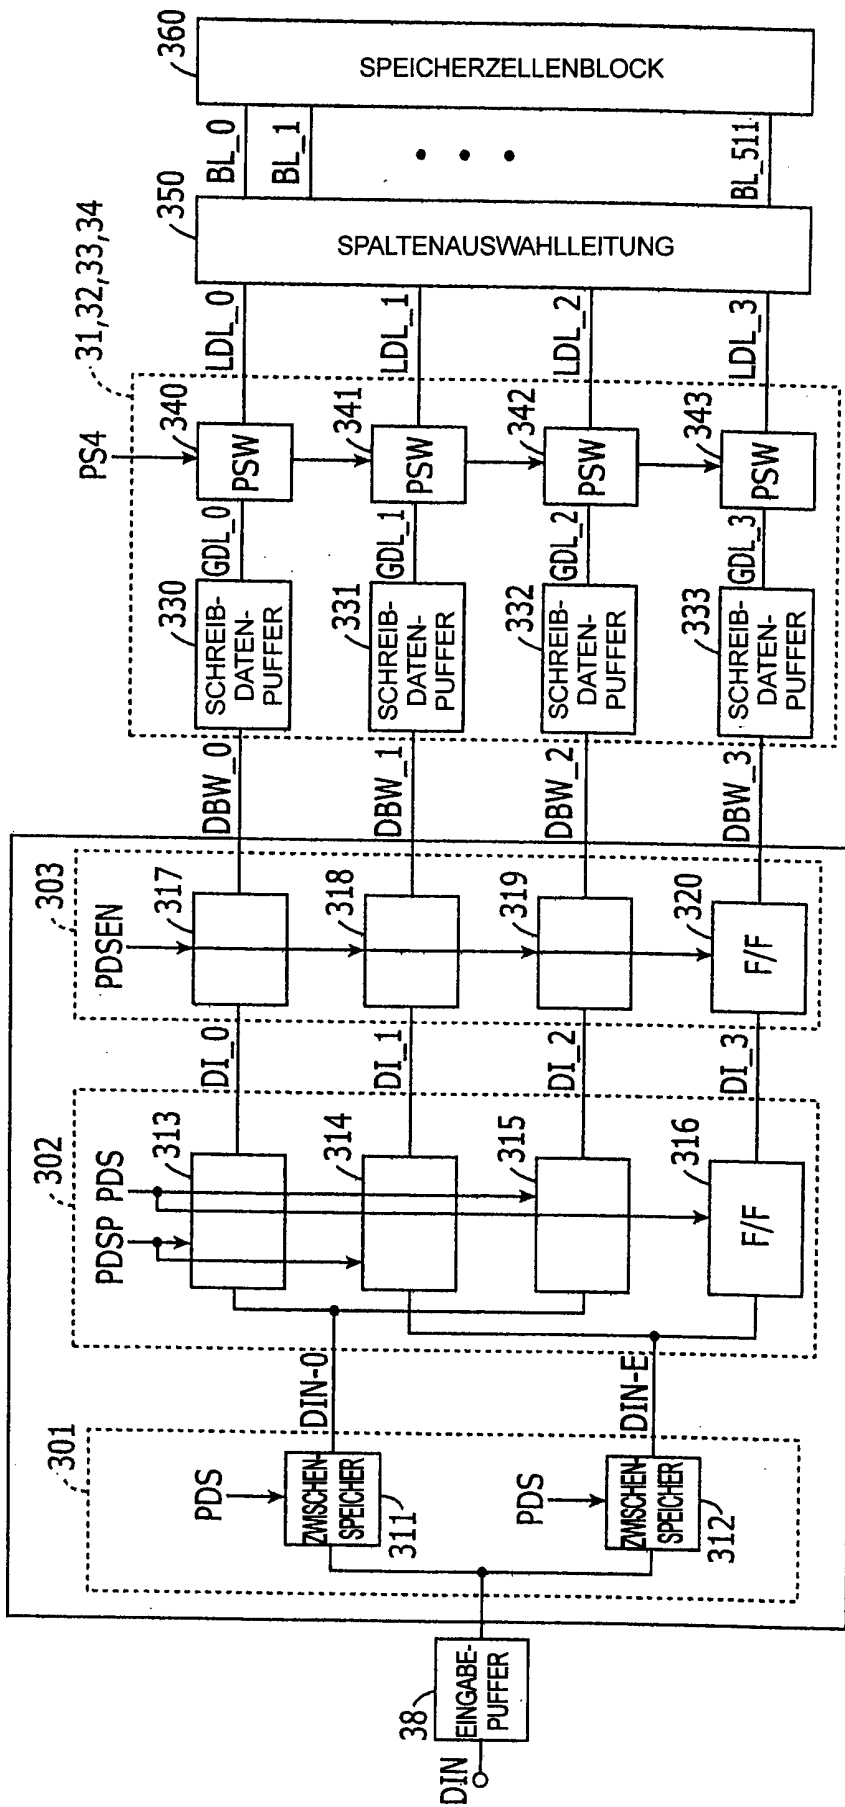 DIN
38
EINGABE-
PUFFER
301
PDS
ZWISCHEN-
SPEICHER
311
PDS
ZWISCHEN-
SPEICHER
312
DIN-O
DIN-E
302
PDSP
PDS
313
314
315
316
F/F
DI_0
DI_1
DI_2
DI_3
303
PDSEN
317
318
319
320
F/F
DBW_0
DBW_1
DBW_2
DBW_3
31,32,33,34
330
SCHREIB-
DATEN-
PUFFER
331
SCHREIB-
DATEN-
PUFFER
332
SCHREIB-
DATEN-
PUFFER
333
SCHREIB-
DATEN-
PUFFER
GDL_0
GDL_1
GDL_2
GDL_3
PS4
340
PSW
341
PSW
342
PSW
343
PSW
LDL_0
LDL_1
LDL_2
LDL_3
350
SPALTENAUSWAHLLEITUNG
BL_0
BL_1
BL_511
360
SPEICHERZELLENBLOCK